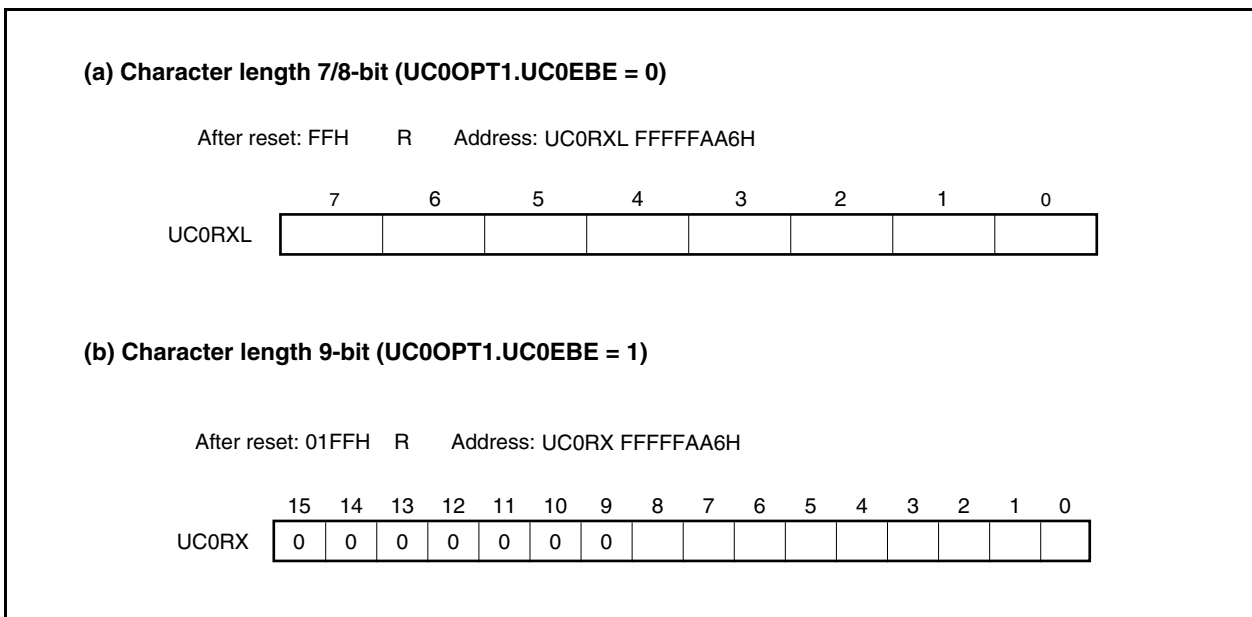 (a) Character length 7/8-bit (UC0OPT1.UC0EBE = 0)
After reset: FFH R Address: UC0RXL FFFFFAA6H
7 6 5 4 3 2 1 0
UC0RXL
(b) Character length 9-bit (UC0OPT1.UC0EBE = 1)
After reset: 01FFH R Address: UC0RX FFFFFAA6H
15 14 13 12 11 10 9 8 7 6 5 4 3 2 1 0
UC0RX 0 0 0 0 0 0 0